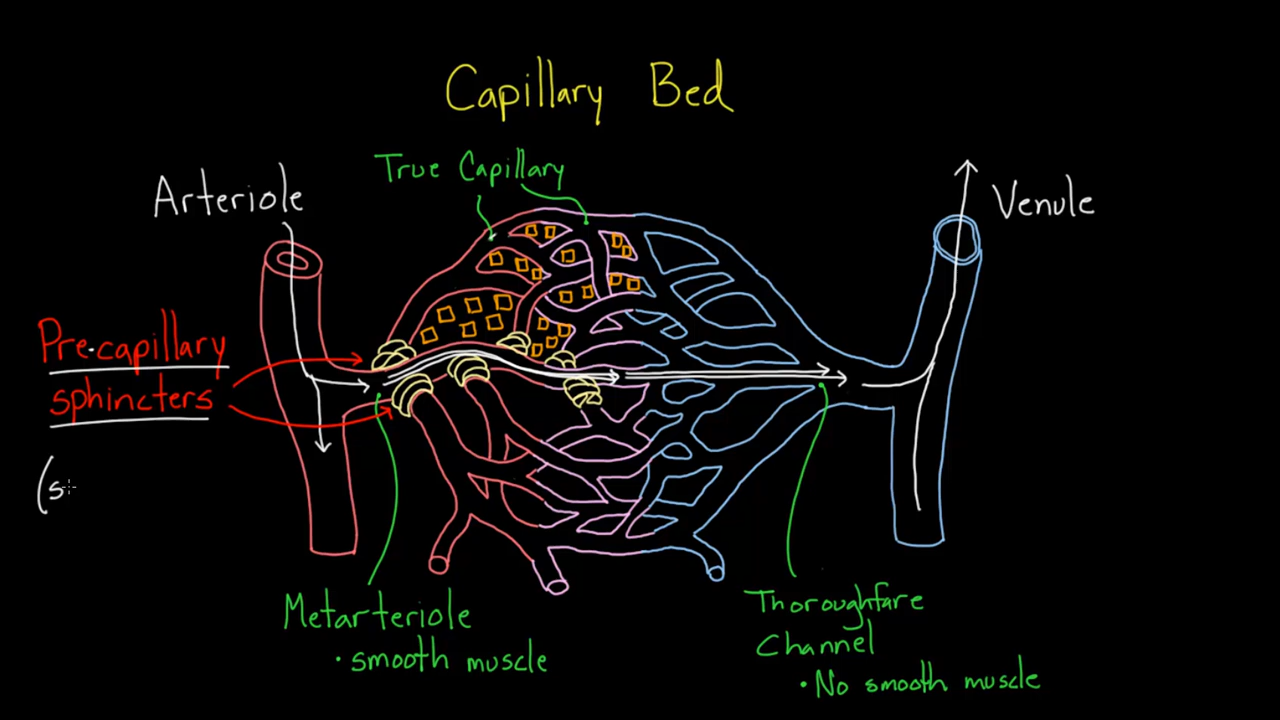 Capillary Bed
True Capillary
Arteriole
Venule
Pre-capillary
sphincters
(s
Metarteriole
• smooth muscle
Thoroughfare
Channel
• No smooth muscle